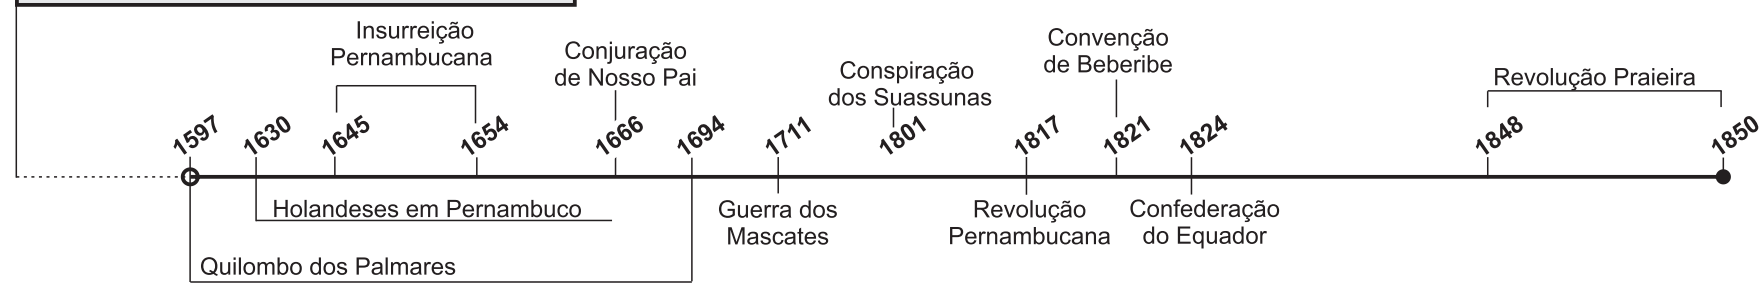 Insurreição
Pernambucana
Conjuração
de Nosso Pai
Conspiração
dos Suassunas
Convenção
de Beberibe
Revolução Praieira
1597
1630
1645
1654
1666
1694
1711
1801
1817
1821
1824
1848
1850
Holandeses em Pernambuco
Guerra dos
Mascates
Revolução
Pernambucana
Confederação
do Equador
Quilombo dos Palmares